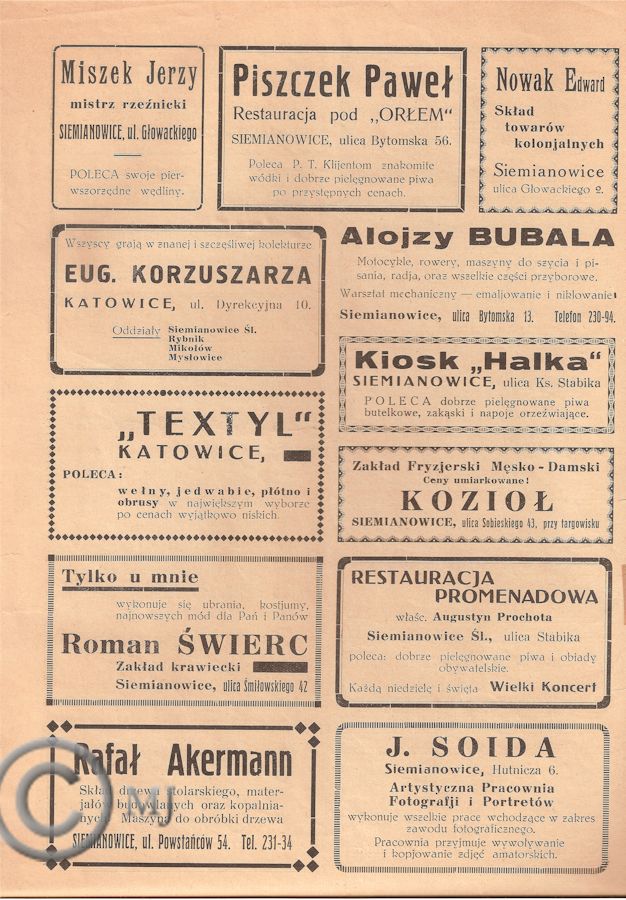 Miszek Jerzy
mistrz rzeźnicki
SIEMIANOWICE, ul. Głowackiego
POLECA swoje pier-
wszorzędne wędliny.
Piszczek Paweł
Restauracja pod „ORŁEM"
SIEMIANOWICE, ulica Bytomska 56.
Poleca P. T. Klijentom znakomite
wódki i dobrze pielęgnowane piwa
po przystępnych cenach.
Nowak Edward
Skład
towarów
kolonjalnych
Siemianowice
ulica Głowackiego 2.
Wszyscy grają w znanej i szczęśliwej kolekturze
EUG. KORZUSZARZA
KATOWICE, ul. Dyrekcyjna 10.
Oddziały Siemianowice Śl.
Rybnik
Mikołów
Mysłowice
Alojzy BUBALA
Motocykle, rowery, maszyny do szycia i pi-
sania, radja, oraz wszelkie części przyborowe.
Warsztat mechaniczny — emaljowanie i niklowanie
Siemianowice, ulica Bytomska 13. Telefon 230-94.
Kiosk „Halka"
SIEMIANOWICE, ulica Ks. Stabika
POLECA dobrze pielęgnowane piwa
butelkowe, zakąski i napoje orzeźwiające.
„TEXTYL"
KATOWICE,
POLECA:
wełny, jedwabie, płótno i
obrusy w największym wyborze
po cenach wyjątkowo niskich.
Zakład Fryzjerski Męsko-Damski
Ceny umiarkowane!
KOZIOŁ
SIEMIANOWICE, ulica Sobieskiego 43, przy targowisku
Tylko u mnie
wykonuje się ubrania, kostjumy,
najnowszych mód dla Pań i Panów
Roman ŚWIERC
Zakład krawiecki
Siemianowice, ulica Śmiłowskiego 42
RESTAURACJA
PROMENADOWA
właśc. Augustyn Prochota
Siemianowice Śl., ulica Stabika
poleca: dobrze pielęgnowane piwa i obiady
obywatelskie.
Każdą niedzielę i święta Wielki Koncert
Rafał Akermann
Skład drzewa stolarskiego, mater-
jałów budowlanych oraz kopalnia-
nych. Maszyny do obróbki drzewa
SIEMIANOWICE, ul. Powstańców 54. Tel. 231-34
© MJ
J. SOIDA
Siemianowice, Hutnicza 6.
Artystyczna Pracownia
Fotografji i Portretów
wykonuje wszelkie prace wchodzące w zakres
zawodu fotograficznego.
Pracownia przyjmuje wywoływanie
i kopjowanie zdjęć amatorskich.